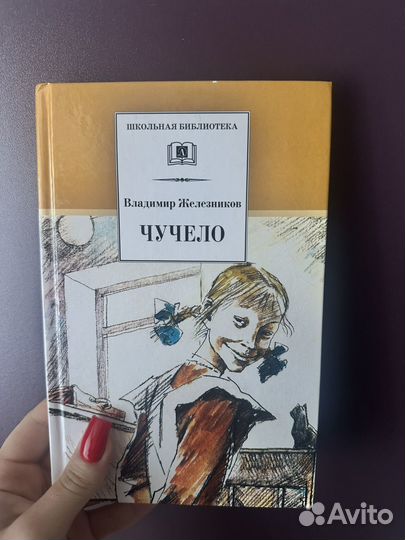 ШКОЛЬНАЯ БИБЛИОТЕКА
Владимир Железников
ЧУЧЕЛО
Avito